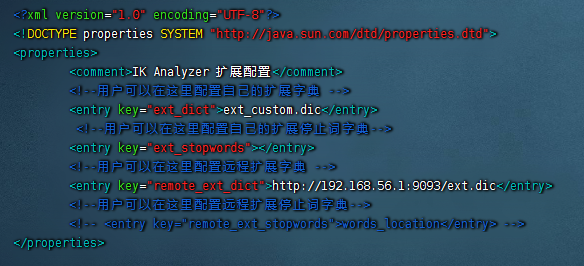 <?xml version="1.0" encoding="UTF-8"?>
<!DOCTYPE properties SYSTEM "http://java.sun.com/dtd/properties.dtd">
<properties>
<comment>IK Analyzer 扩展配置</comment>
<!--用户可以在这里配置自己的扩展字典 -->
<entry key="ext_dict">ext_custom.dic</entry>
<!--用户可以在这里配置自己的扩展停止词字典-->
<entry key="ext_stopwords"></entry>
<!--用户可以在这里配置远程扩展字典 -->
<entry key="remote_ext_dict">http://192.168.56.1:9093/ext.dic</entry>
<!--用户可以在这里配置远程扩展停止词字典-->
<!-- <entry key="remote_ext_stopwords">words_location</entry> -->
</properties>